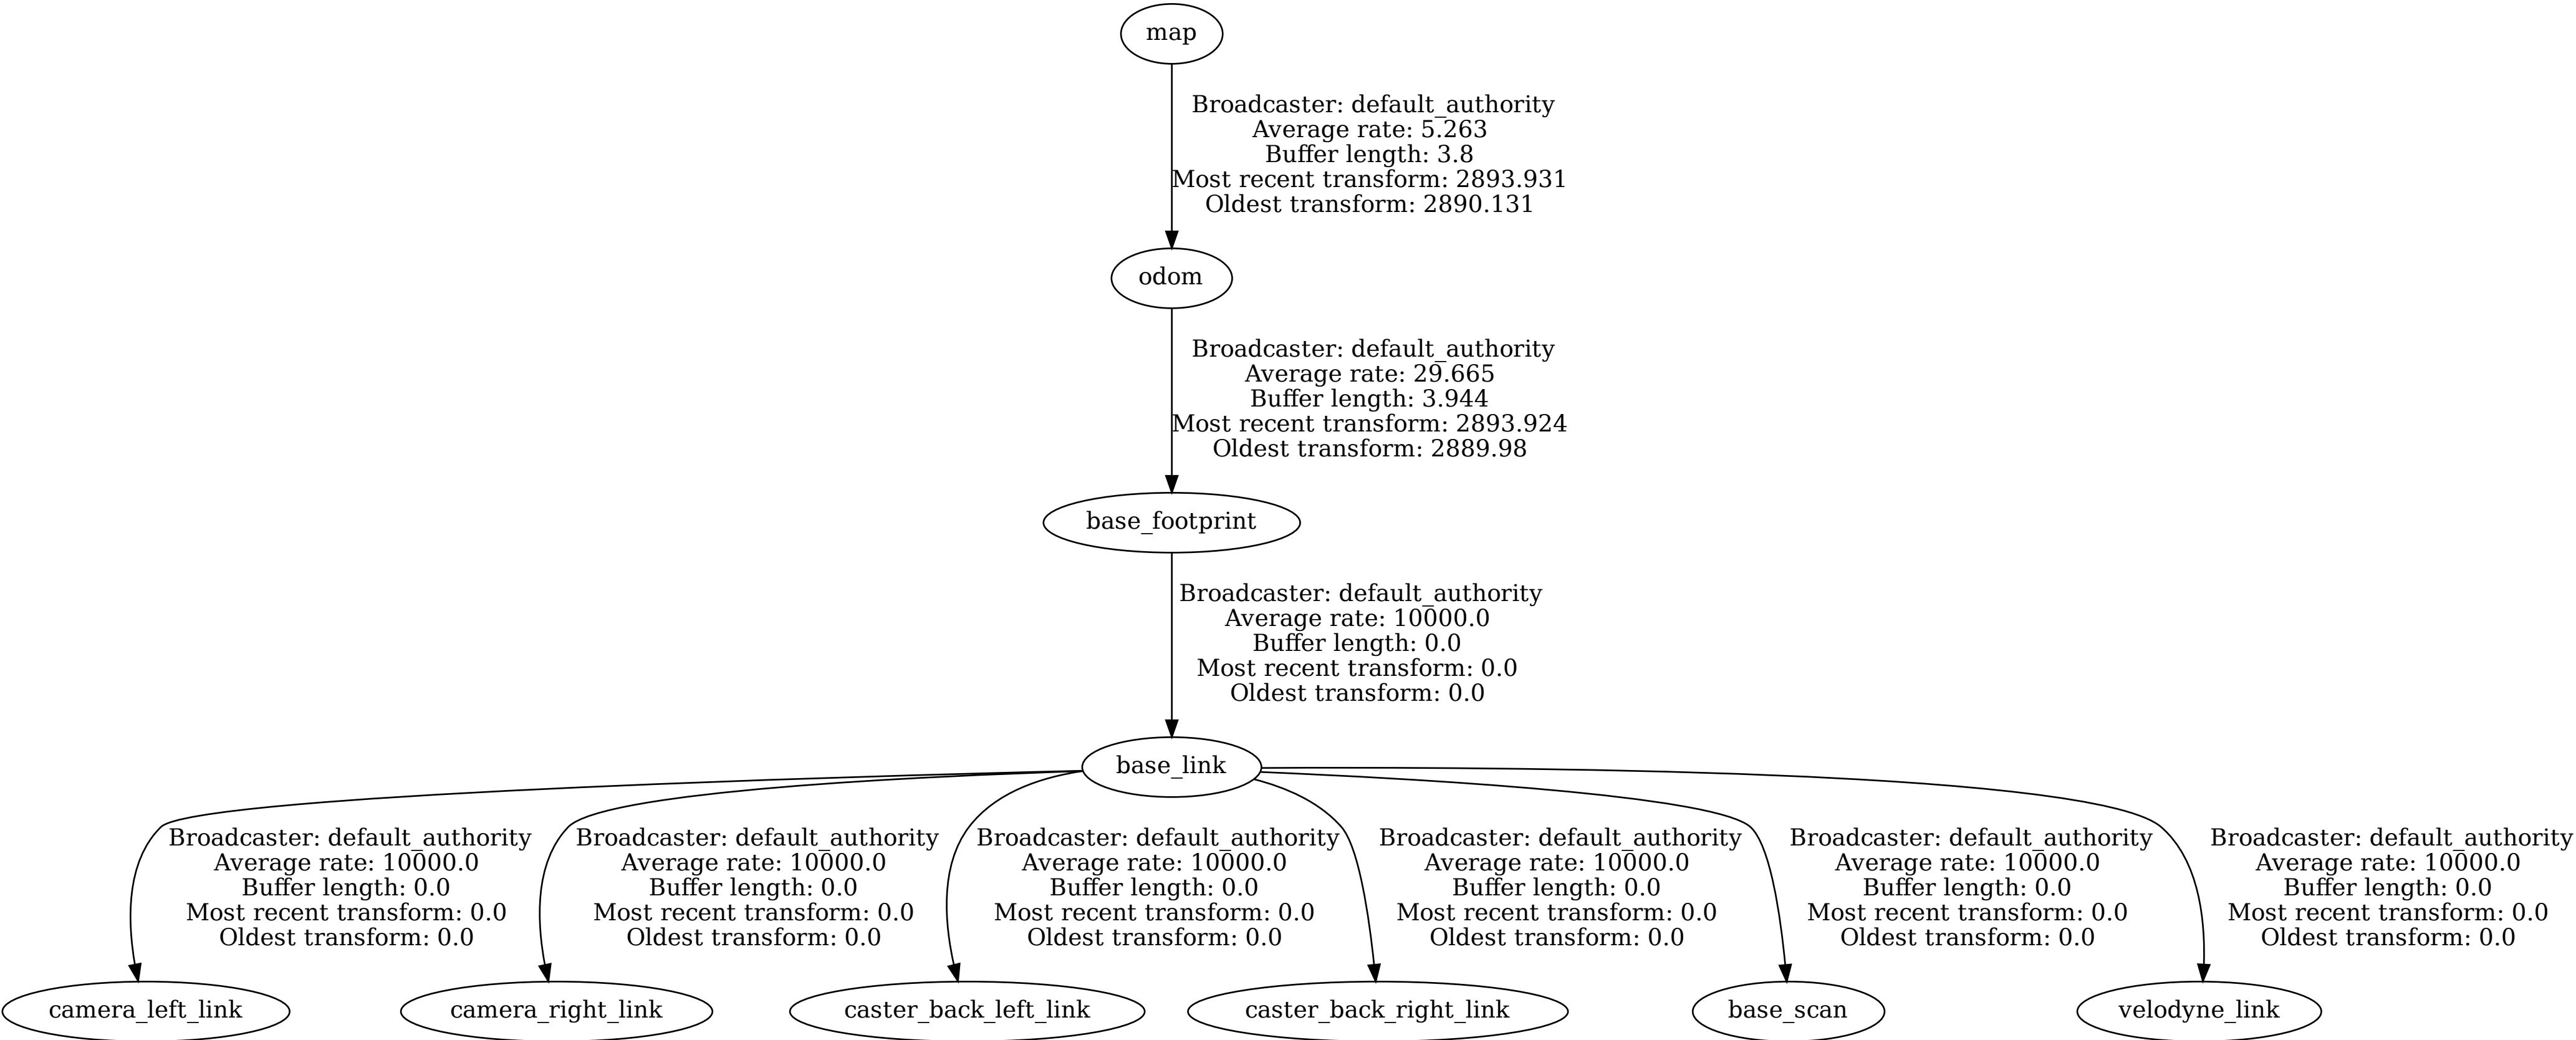 map
Broadcaster: default_authority
Average rate: 5.263
Buffer length: 3.8
Most recent transform: 2893.931
Oldest transform: 2890.131
odom
Broadcaster: default_authority
Average rate: 29.665
Buffer length: 3.944
Most recent transform: 2893.924
Oldest transform: 2889.98
base_footprint
Broadcaster: default_authority
Average rate: 10000.0
Buffer length: 0.0
Most recent transform: 0.0
Oldest transform: 0.0
base_link
Broadcaster: default_authority
Average rate: 10000.0
Buffer length: 0.0
Most recent transform: 0.0
Oldest transform: 0.0
Broadcaster: default_authority
Average rate: 10000.0
Buffer length: 0.0
Most recent transform: 0.0
Oldest transform: 0.0
Broadcaster: default_authority
Average rate: 10000.0
Buffer length: 0.0
Most recent transform: 0.0
Oldest transform: 0.0
Broadcaster: default_authority
Average rate: 10000.0
Buffer length: 0.0
Most recent transform: 0.0
Oldest transform: 0.0
Broadcaster: default_authority
Average rate: 10000.0
Buffer length: 0.0
Most recent transform: 0.0
Oldest transform: 0.0
Broadcaster: default_authority
Average rate: 10000.0
Buffer length: 0.0
Most recent transform: 0.0
Oldest transform: 0.0
camera_left_link
camera_right_link
caster_back_left_link
caster_back_right_link
base_scan
velodyne_link